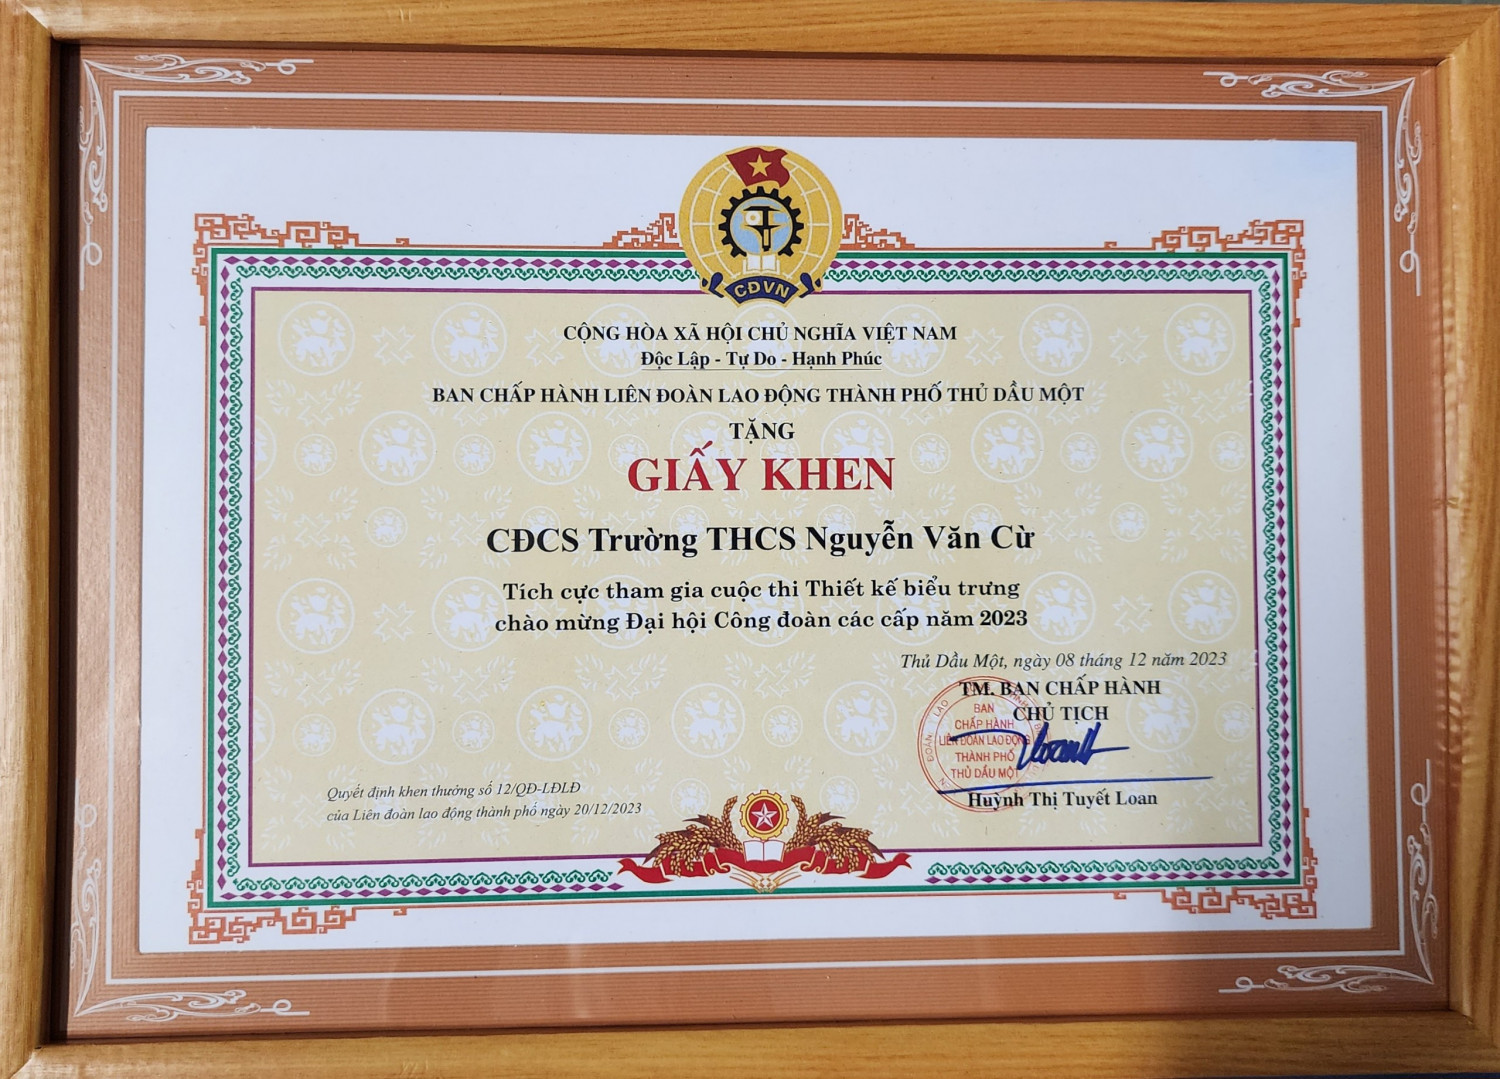 CĐVN
CỘNG HÒA XÃ HỘI CHỦ NGHĨA VIỆT NAM
Độc Lập - Tự Do - Hạnh Phúc
BAN CHẤP HÀNH LIÊN ĐOÀN LAO ĐỘNG THÀNH PHỐ THỦ DẦU MỘT
TẶNG
GIẤY KHEN
CĐCS Trường THCS Nguyễn Văn Cừ
Tích cực tham gia cuộc thi Thiết kế biểu trưng
chào mừng Đại hội Công đoàn các cấp năm 2023
Thủ Dầu Một, ngày 08 tháng 12 năm 2023
TM. BAN CHẤP HÀNH
CHỦ TỊCH
BAN
CHẤP HÀNH
LIÊN ĐOÀN LAO ĐỘNG
THÀNH PHỐ
THỦ DẦU MỘT
Huỳnh Thị Tuyết Loan
Quyết định khen thưởng số 12/QĐ-LĐLĐ
của Liên đoàn lao động thành phố ngày 20/12/2023